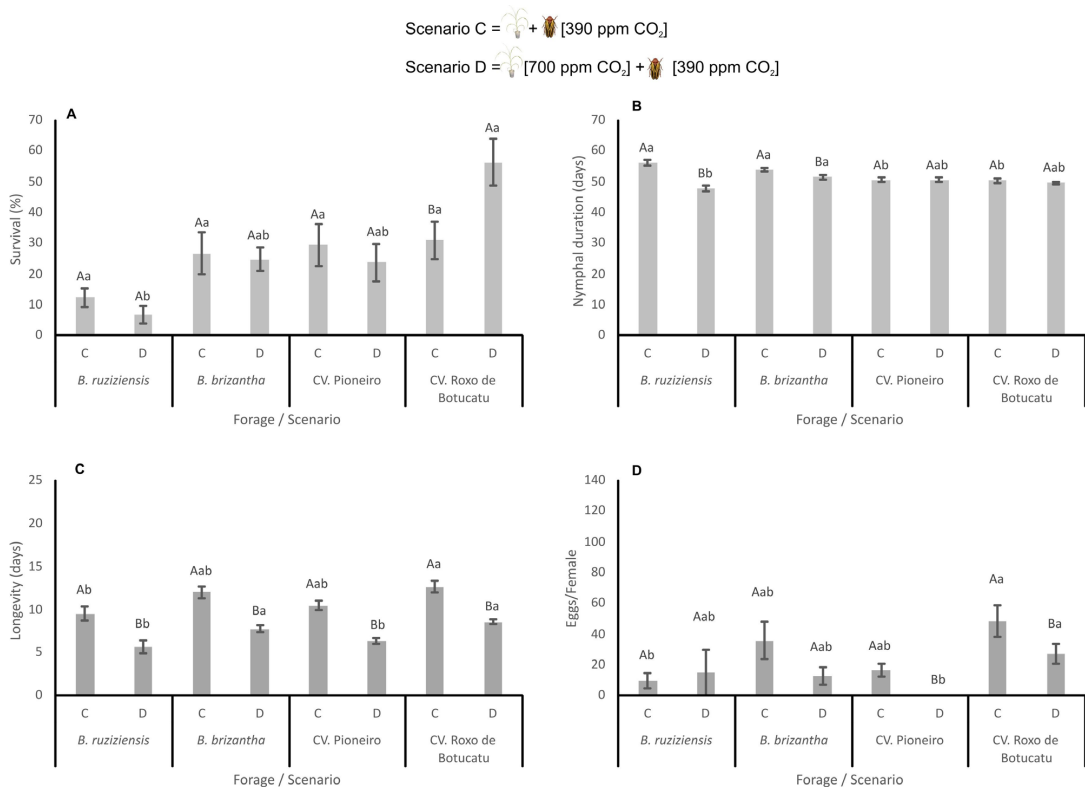 Scenario C = + [390 ppm CO₂]
Scenario D = [700 ppm CO₂] + [390 ppm CO₂]
A
Survival (%)
70
60
50
40
30
20
10
0
Aa
Ab
Aa
Aab
Aa
Aab
Ba
Aa
C D C D C D C D
B. ruziziensis B. brizantha CV. Pioneiro CV. Roxo de
Botucatu
Forage / Scenario
B
Nymphal duration (days)
70
60
50
40
30
20
10
0
Aa
Bb
Aa
Ba
Ab
Aab
Ab
Aab
C D C D C D C D
B. ruziziensis B. brizantha CV. Pioneiro CV. Roxo de
Botucatu
Forage / Scenario
C
Longevity (days)
25
20
15
10
5
0
Ab
Bb
Aab
Ba
Aab
Bb
Aa
Ba
C D C D C D C D
B. ruziziensis B. brizantha CV. Pioneiro CV. Roxo de
Botucatu
Forage / Scenario
D
Eggs/Female
140
120
100
80
60
40
20
0
Ab
Aab
Aab
Aab
Aab
Bb
Aa
Ba
C D C D C D C D
B. ruziziensis B. brizantha CV. Pioneiro CV. Roxo de
Botucatu
Forage / Scenario